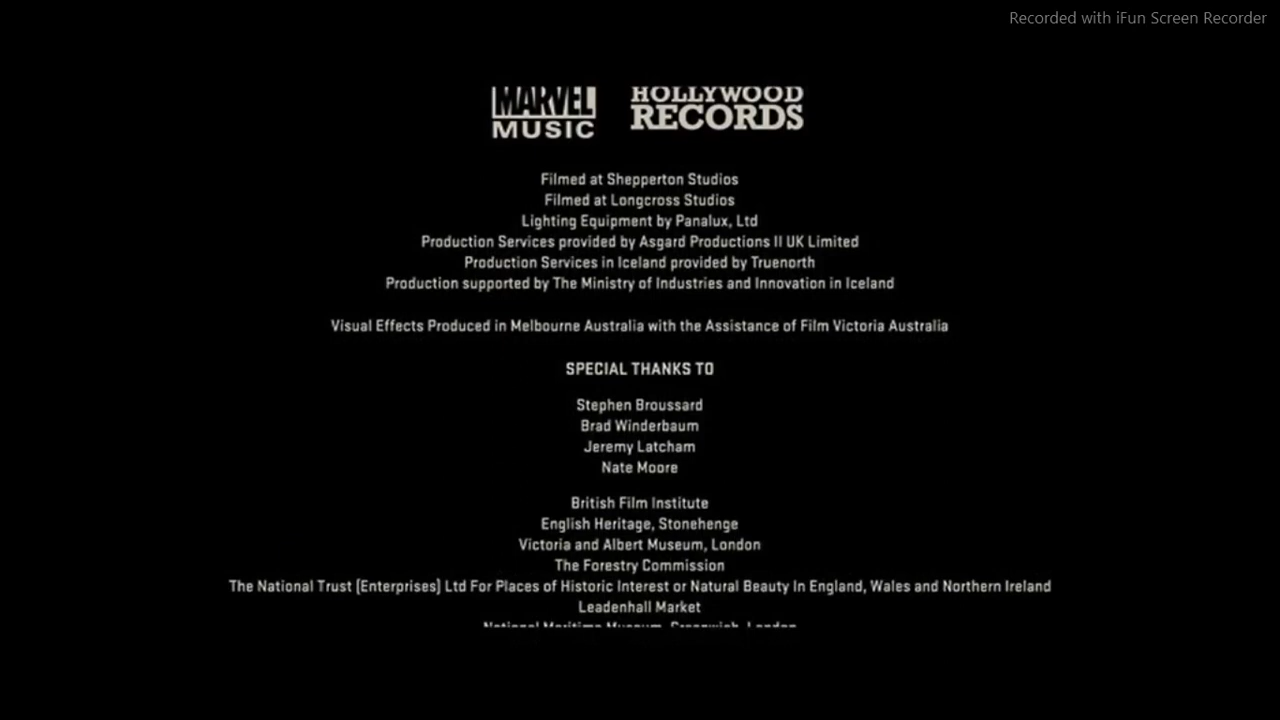 Recorded with iFun Screen Recorder
MARVEL HOLLYWOOD
MUSIC RECORDS
Filmed at Shepperton Studios
Filmed at Longcross Studios
Lighting Equipment by Panalux, Ltd
Production Services provided by Asgard Productions II UK Limited
Production Services in Iceland provided by Truenorth
Production supported by The Ministry of Industries and Innovation in Iceland
Visual Effects Produced in Melbourne Australia with the Assistance of Film Victoria Australia
SPECIAL THANKS TO
Stephen Broussard
Brad Winderbaum
Jeremy Latcham
Nate Moore
British Film Institute
English Heritage, Stonehenge
Victoria and Albert Museum, London
The Forestry Commission
The National Trust (Enterprises) Ltd For Places of Historic Interest or Natural Beauty In England, Wales and Northern Ireland
Leadenhall Market
National Maritime Museum, Greenwich, London